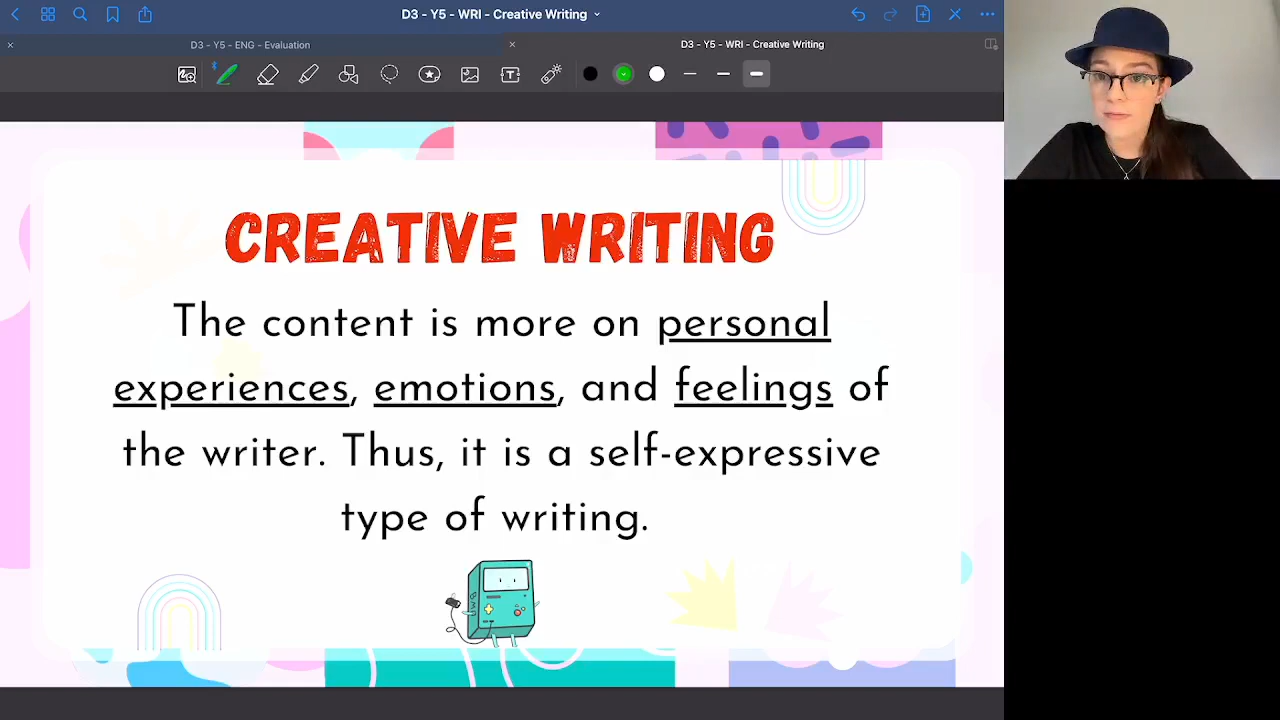 D3 - Y5 - WRI - Creative Writing
D3 - Y5 - ENG - Evaluation
D3 - Y5 - WRI - Creative Writing
CREATIVE WRITING
The content is more on personal
experiences, emotions, and feelings of
the writer. Thus, it is a self-expressive
type of writing.